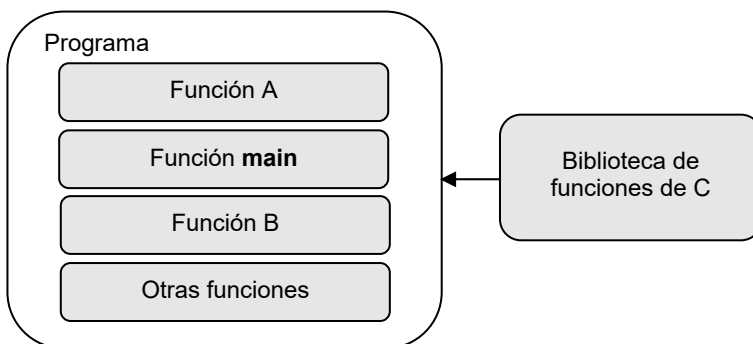 Programa
Función A
Función main
Función B
Otras funciones
Biblioteca de
funciones de C